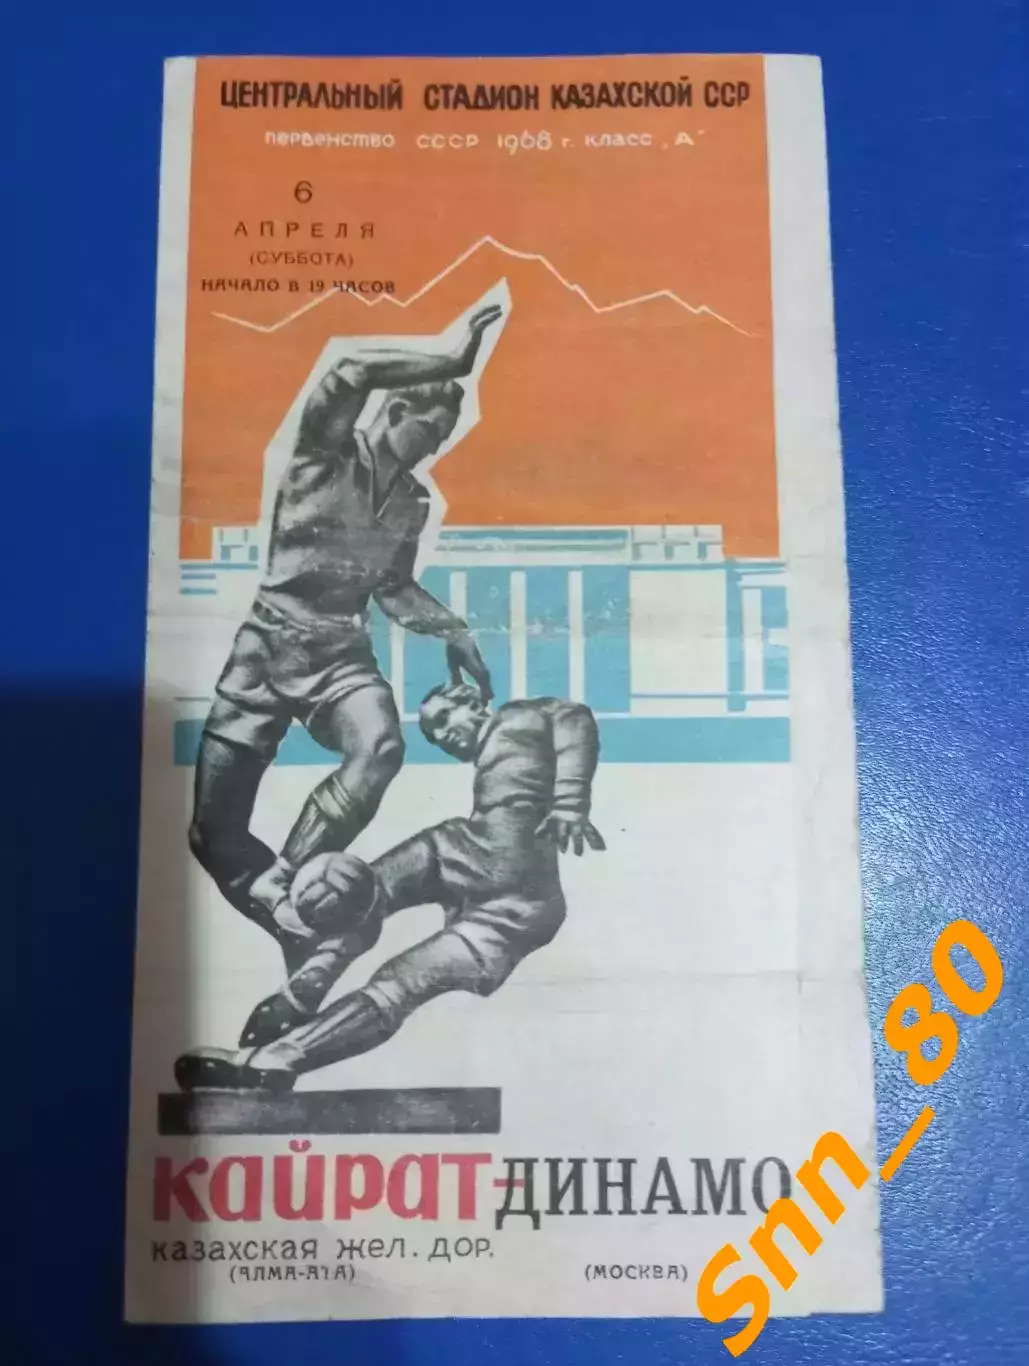 ЦЕНТРАЛЬНЫЙ СТАДИОН КАЗАХСКОЙ ССР
первенство СССР 1968 г. класс „А"
6
АПРЕЛЯ
(СУББОТА)
НАЧАЛО В 19 ЧАСОВ
КАЙРАТ-ДИНАМО
казахская жел. дор.
(АЛМА-АТА) (МОСКВА)
Snn_80